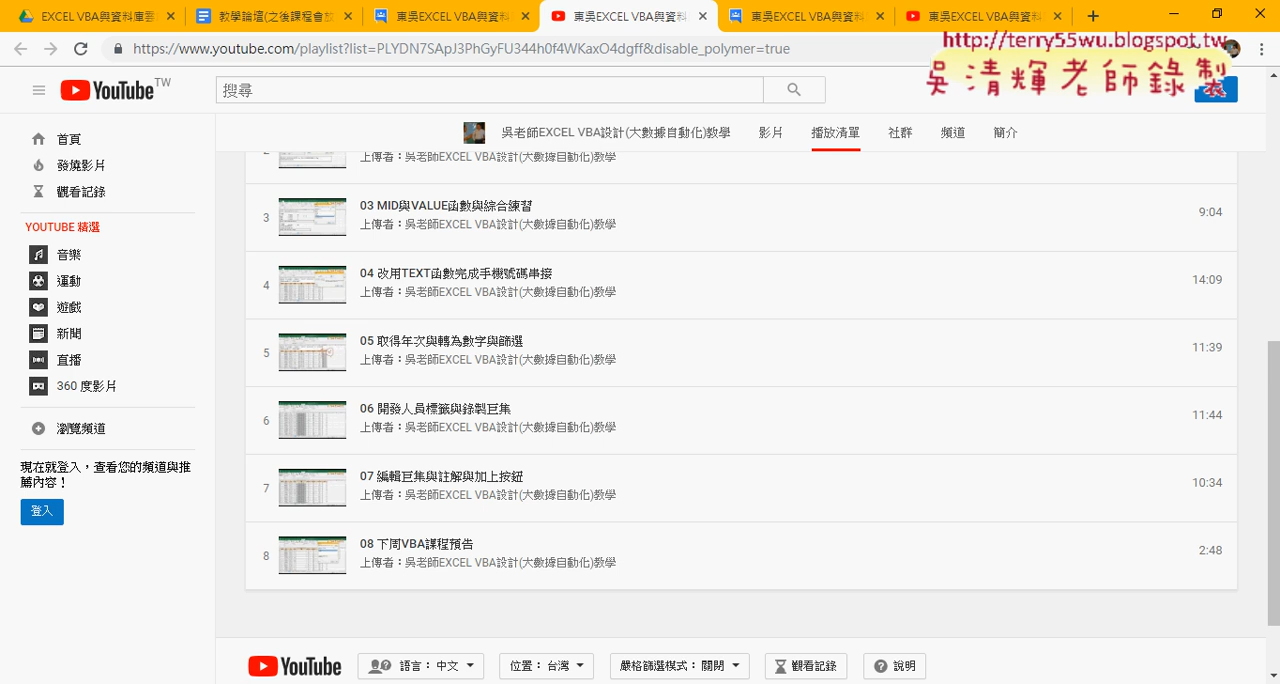 EXCEL VBA與資料庫雲
教學論壇(之後課程會放
東吳EXCEL VBA與資料
東吳EXCEL VBA與資料
東吳EXCEL VBA與資料
東吳EXCEL VBA與資料
https://www.youtube.com/playlist?list=PLYDN7SApJ3PhGyFU344h0f4WKaxO4dgff&disable_polymer=true
http://terry55wu.blogspot.tw
吳清輝老師錄製
YouTube TW
搜尋
吳老師EXCEL VBA設計(大數據自動化)教學
影片
播放清單
社群
頻道
簡介
首頁
發燒影片
觀看記錄
YOUTUBE 精選
音樂
運動
遊戲
新聞
直播
360 度影片
瀏覽頻道
現在就登入，查看您的頻道與推
薦內容！
登入
2
上傳者：吳老師EXCEL VBA設計(大數據自動化)教學
3
03 MID與VALUE函數與綜合練習
上傳者：吳老師EXCEL VBA設計(大數據自動化)教學
9:04
4
04 改用TEXT函數完成手機號碼串接
上傳者：吳老師EXCEL VBA設計(大數據自動化)教學
14:09
5
05 取得年次與轉為數字與篩選
上傳者：吳老師EXCEL VBA設計(大數據自動化)教學
11:39
6
06 開發人員標籤與錄製巨集
上傳者：吳老師EXCEL VBA設計(大數據自動化)教學
11:44
7
07 編輯巨集與註解與加上按鈕
上傳者：吳老師EXCEL VBA設計(大數據自動化)教學
10:34
8
08 下周VBA課程預告
上傳者：吳老師EXCEL VBA設計(大數據自動化)教學
2:48
YouTube
語言： 中文
位置： 台灣
嚴格篩選模式： 關閉
觀看記錄
說明